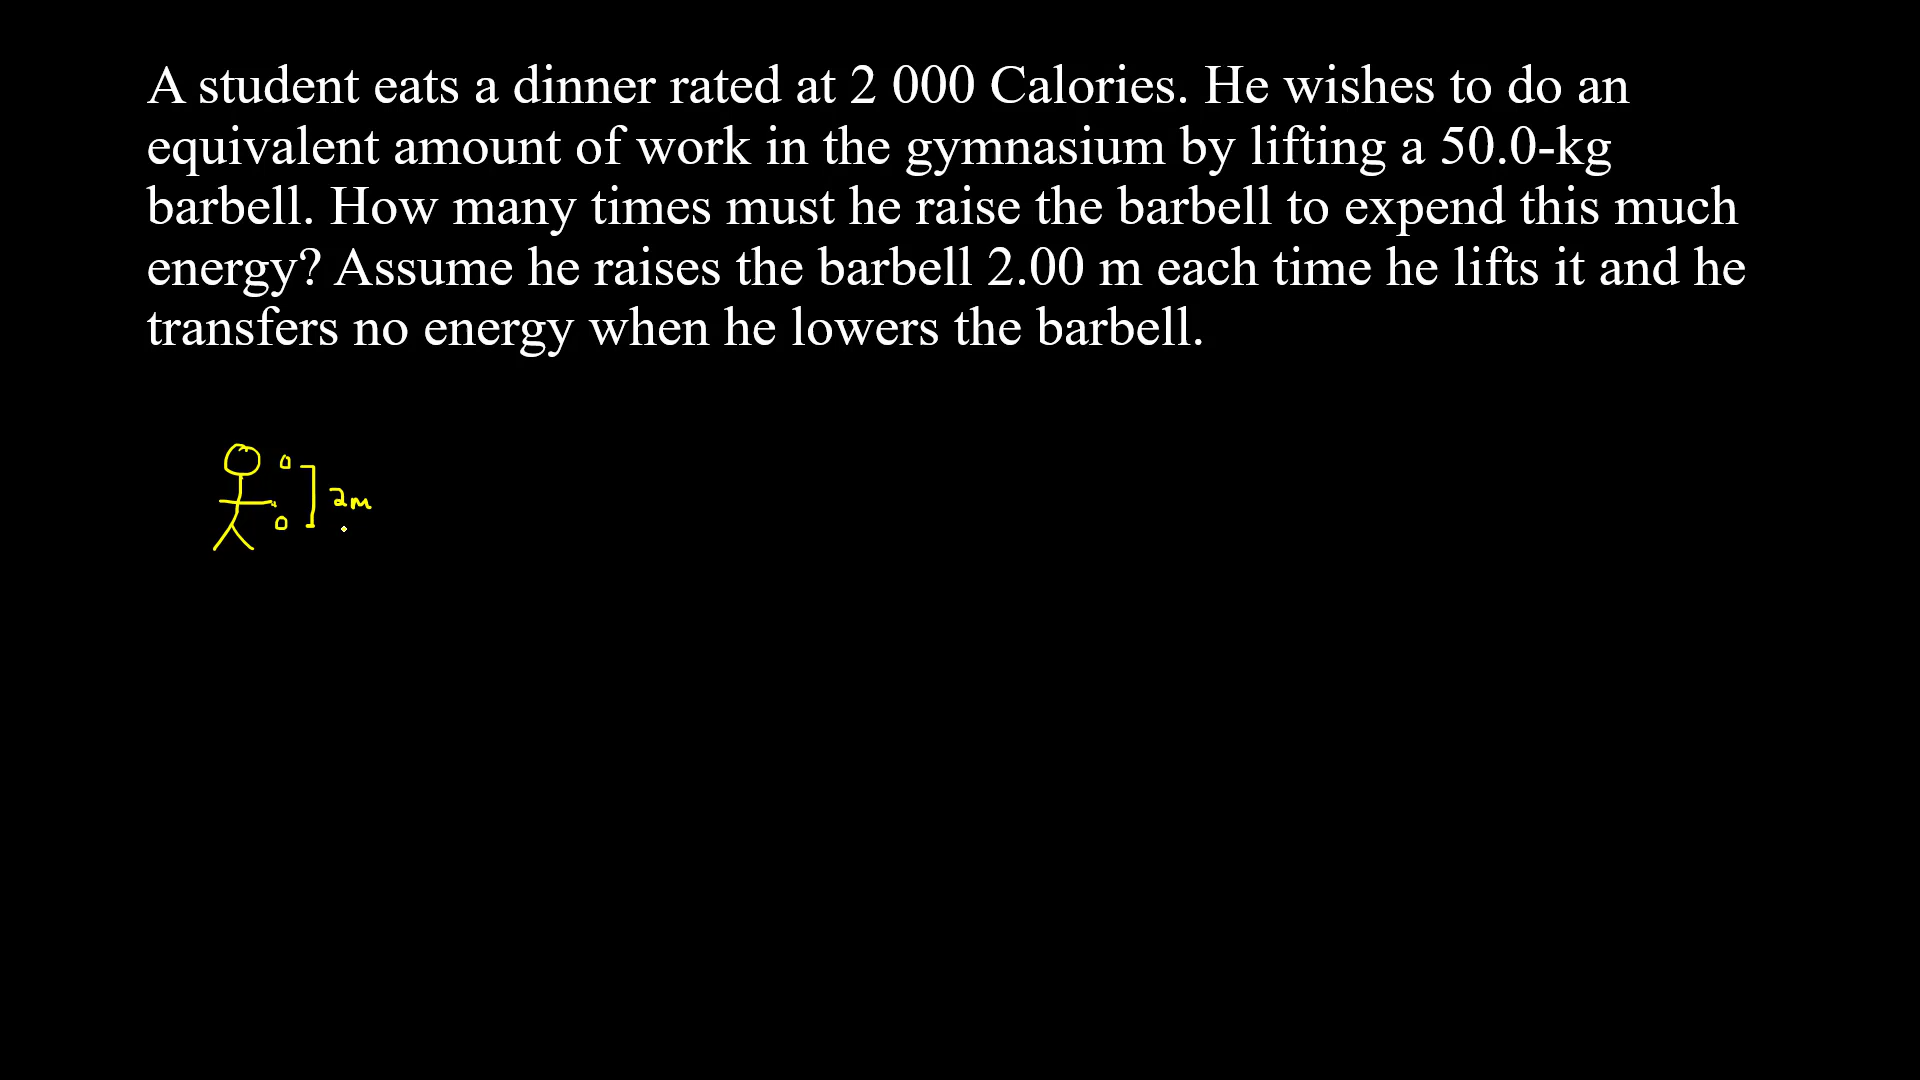 A student eats a dinner rated at 2 000 Calories. He wishes to do an
equivalent amount of work in the gymnasium by lifting a 50.0-kg
barbell. How many times must he raise the barbell to expend this much
energy? Assume he raises the barbell 2.00 m each time he lifts it and he
transfers no energy when he lowers the barbell.
2m